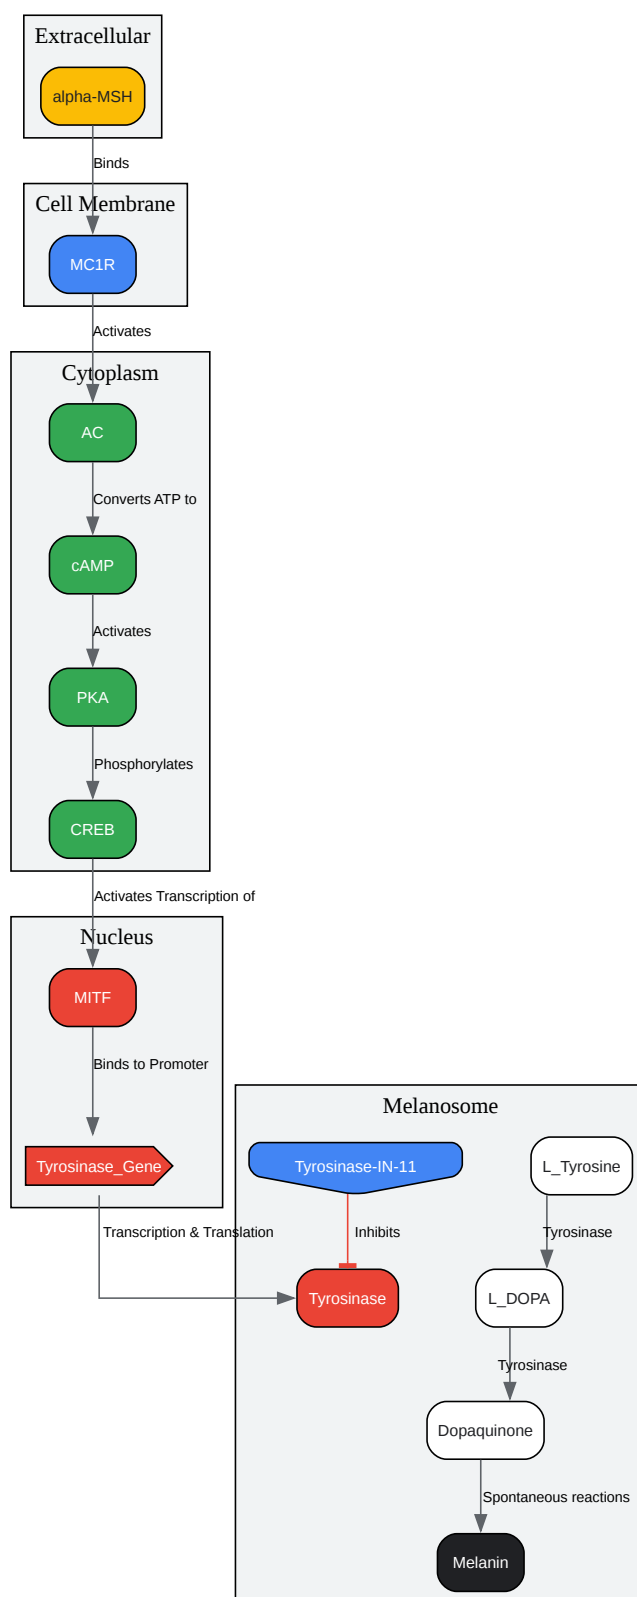 Extracellular
alpha-MSH
Binds
Cell Membrane
MC1R
Activates
Cytoplasm
AC
Converts ATP to
cAMP
Activates
PKA
Phosphorylates
CREB
Activates Transcription of
Nucleus
MITF
Binds to Promoter
Tyrosinase_Gene
Transcription & Translation
Melanosome
Tyrosinase-IN-11
L_Tyrosine
Inhibits
Tyrosinase
Tyrosinase
L_DOPA
Tyrosinase
Dopaquinone
Spontaneous reactions
Melanin